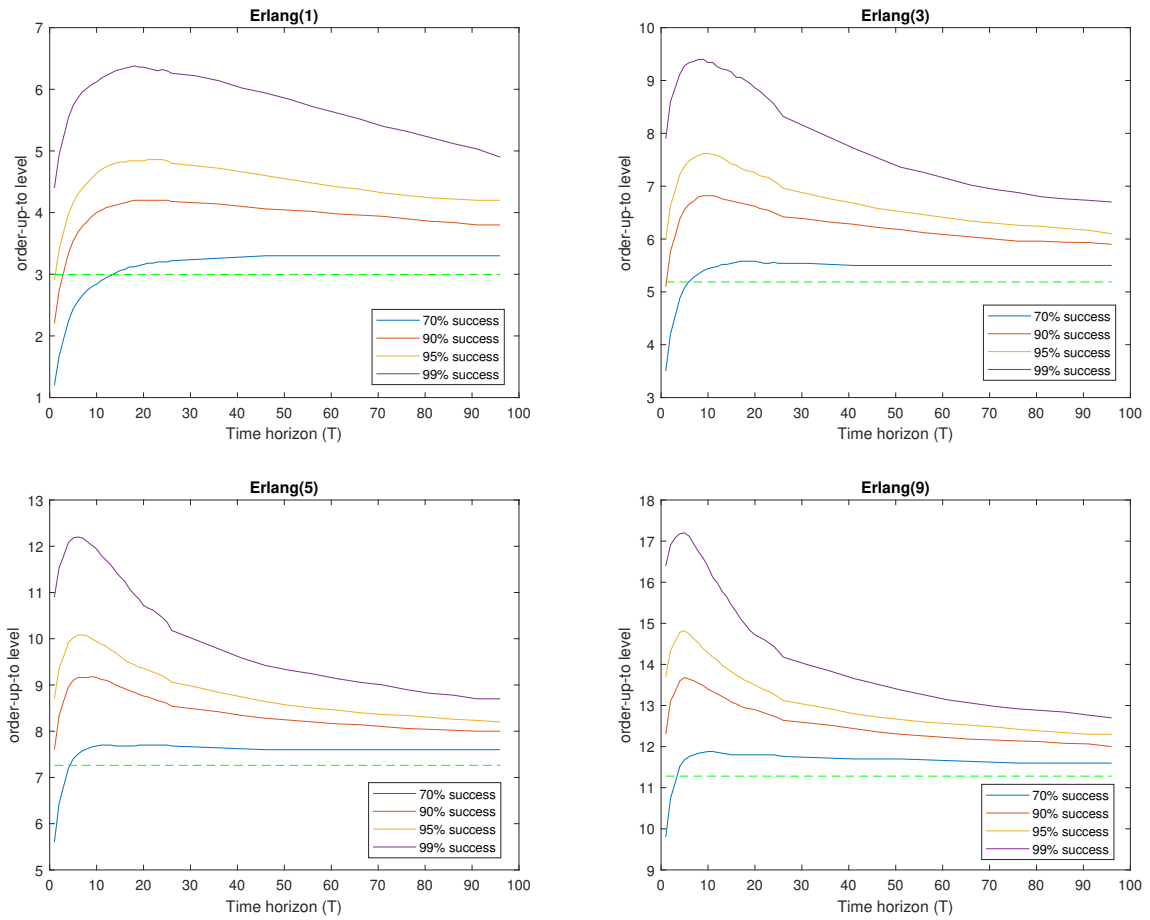 Erlang(1)
order-up-to level
7
6
5
4
3
2
1
0 10 20 30 40 50 60 70 80 90 100
Time horizon (T)
70% success
90% success
95% success
99% success
Erlang(3)
order-up-to level
10
9
8
7
6
5
4
3
0 10 20 30 40 50 60 70 80 90 100
Time horizon (T)
70% success
90% success
95% success
99% success
Erlang(5)
order-up-to level
13
12
11
10
9
8
7
6
5
0 10 20 30 40 50 60 70 80 90 100
Time horizon (T)
70% success
90% success
95% success
99% success
Erlang(9)
order-up-to level
18
17
16
15
14
13
12
11
10
9
0 10 20 30 40 50 60 70 80 90 100
Time horizon (T)
70% success
90% success
95% success
99% success